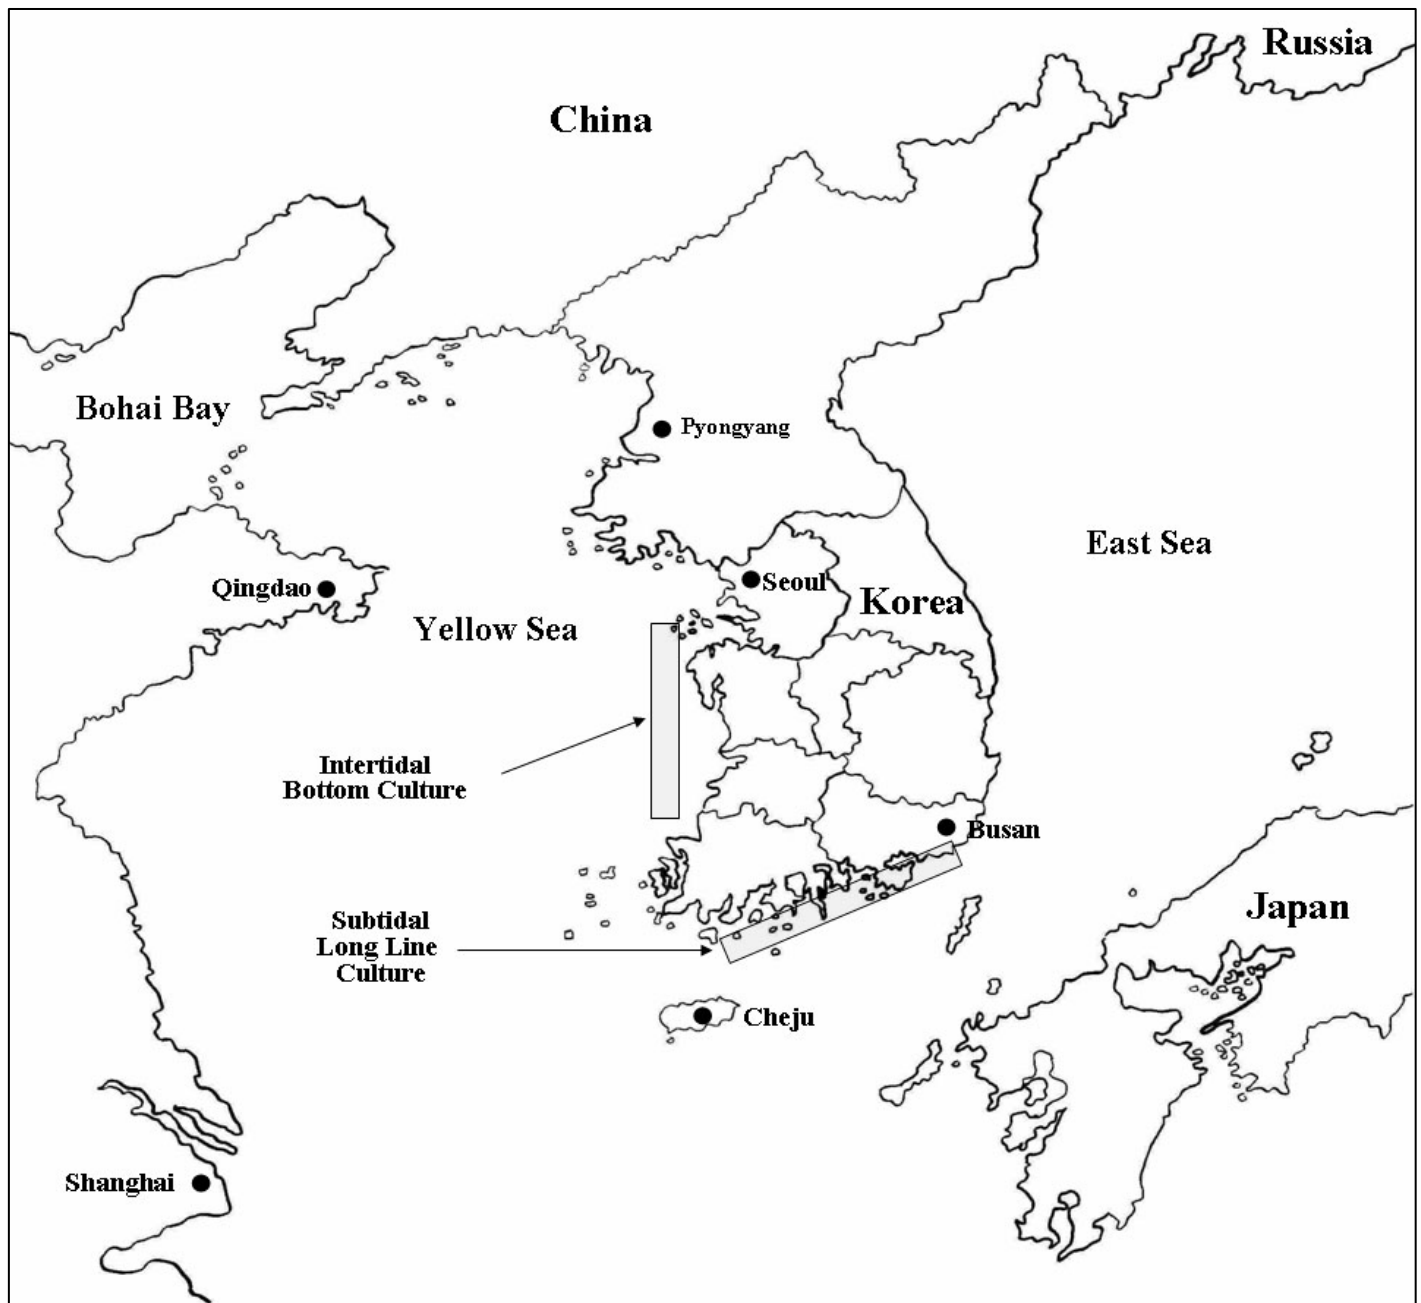 Russia
China
Bohai Bay
Pyongyang
East Sea
Qingdao
Seoul
Korea
Yellow Sea
Intertidal
Bottom Culture
Busan
Subtidal
Long Line
Culture
Japan
Cheju
Shanghai